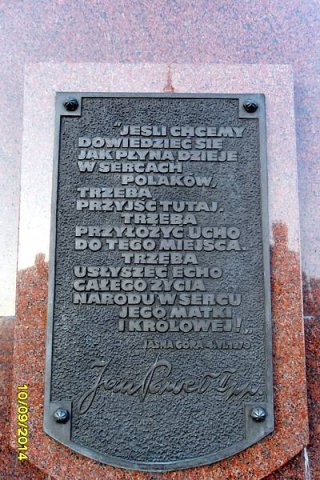 "JEŚLI CHCEMY
DOWIEDZIEĆ SIĘ
JAK PŁYNĄ DZIEJE
W SERCACH
POLAKÓW,
TRZEBA
PRZYJŚĆ TUTAJ.
TRZEBA
PRZYŁOŻYĆ UCHO
DO TEGO MIEJSCA.
TRZEBA
USŁYSZEĆ ECHO
CAŁEGO ŻYCIA
NARODU W SERCU
JEGO MATKI
I KRÓLOWEJ!"
JASNA GÓRA 4.VI.1979
Jan Paweł II
10/09/2014